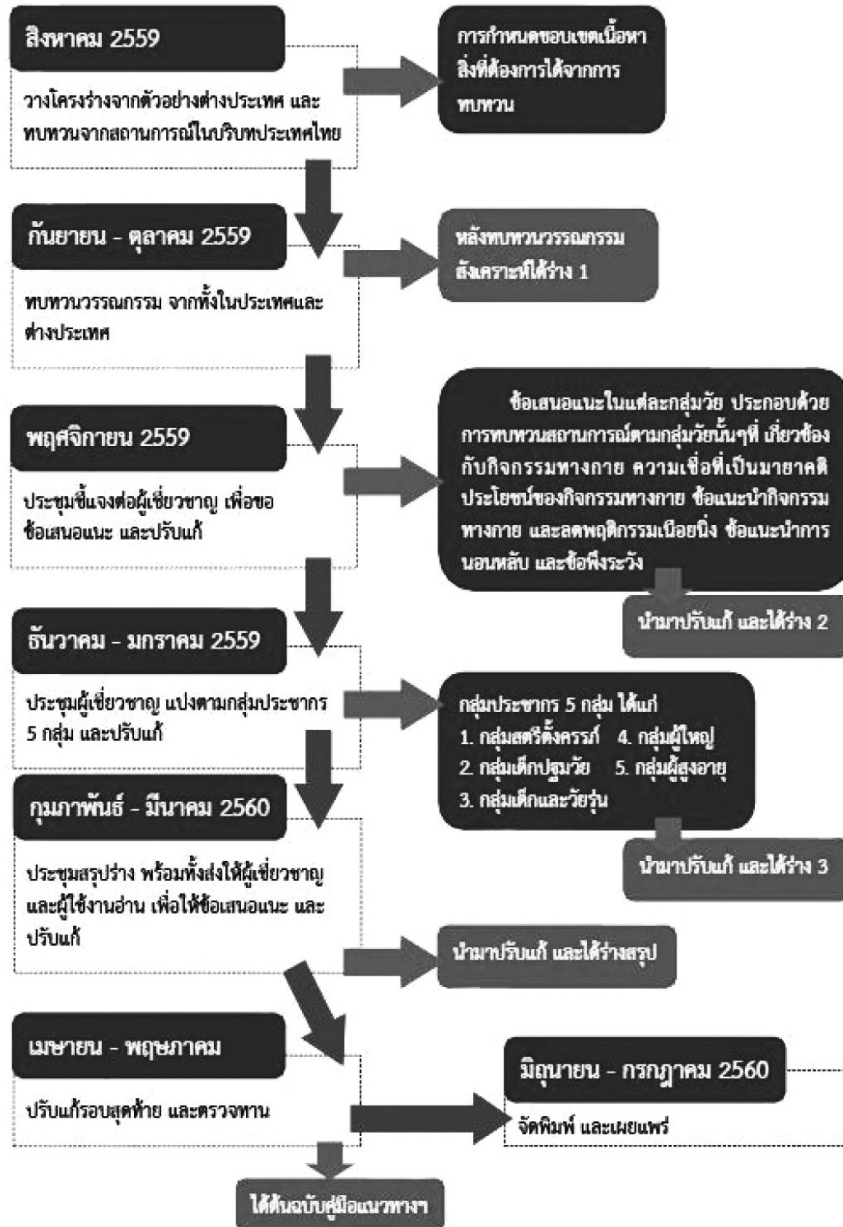 สิงหาคม 2559
วางโครงร่างจากตัวอย่างต่างประเทศ และ
ทบทวนจากสถานการณ์ในบริบทประเทศไทย
การกำหนดขอบเขตเนื้อหา
สิ่งที่ต้องการได้จากการ
ทบทวน
กันยายน - ตุลาคม 2559
ทบทวนวรรณกรรม จากทั้งในประเทศและ
ต่างประเทศ
หลังทบทวนวรรณกรรม
สังเคราะห์ได้ร่าง 1
พฤศจิกายน 2559
ประชุมชี้แจงต่อผู้เชี่ยวชาญ เพื่อขอ
ข้อเสนอแนะ และปรับแก้
ข้อเสนอแนะในแต่ละกลุ่มวัย ประกอบด้วย
การทบทวนสถานการณ์ตามกลุ่มวัยนั้นๆที่ เกี่ยวข้อง
กับกิจกรรมทางกาย ความเชื่อที่เป็นมายาคติ
ประโยชน์ของกิจกรรมทางกาย ข้อแนะนำกิจกรรม
ทางกาย และลดพฤติกรรมเนือยนิ่ง ข้อแนะนำการ
นอนหลับ และข้อพึงระวัง
นำมาปรับแก้ และได้ร่าง 2
ธันวาคม - มกราคม 2559
ประชุมผู้เชี่ยวชาญ แบ่งตามกลุ่มประชากร
5 กลุ่ม และปรับแก้
กลุ่มประชากร 5 กลุ่ม ได้แก่
1. กลุ่มสตรีตั้งครรภ์ 4. กลุ่มผู้ใหญ่
2. กลุ่มเด็กปฐมวัย 5. กลุ่มผู้สูงอายุ
3. กลุ่มเด็กและวัยรุ่น
นำมาปรับแก้ และได้ร่าง 3
กุมภาพันธ์ - มีนาคม 2560
ประชุมสรุปร่าง พร้อมทั้งส่งให้ผู้เชี่ยวชาญ
และผู้ใช้งานอ่าน เพื่อให้ข้อเสนอแนะ และ
ปรับแก้
นำมาปรับแก้ และได้ร่างสรุป
เมษายน - พฤษภาคม
ปรับแก้รอบสุดท้าย และตรวจทาน
มิถุนายน - กรกฎาคม 2560
จัดพิมพ์ และเผยแพร่
ได้ต้นฉบับคู่มือแนวทางฯ